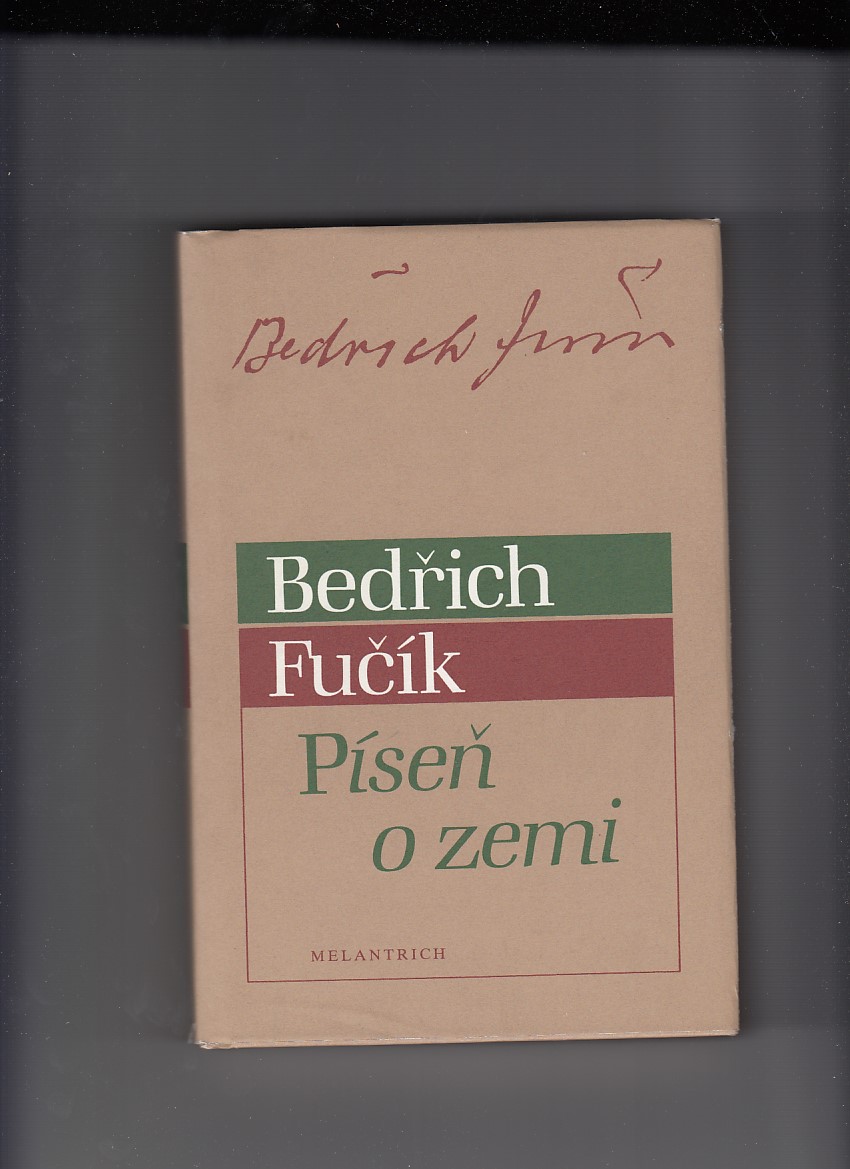 Bedřich Fučík
Bedřich
Fučík
Píseň
o zemi
MELANTRICH